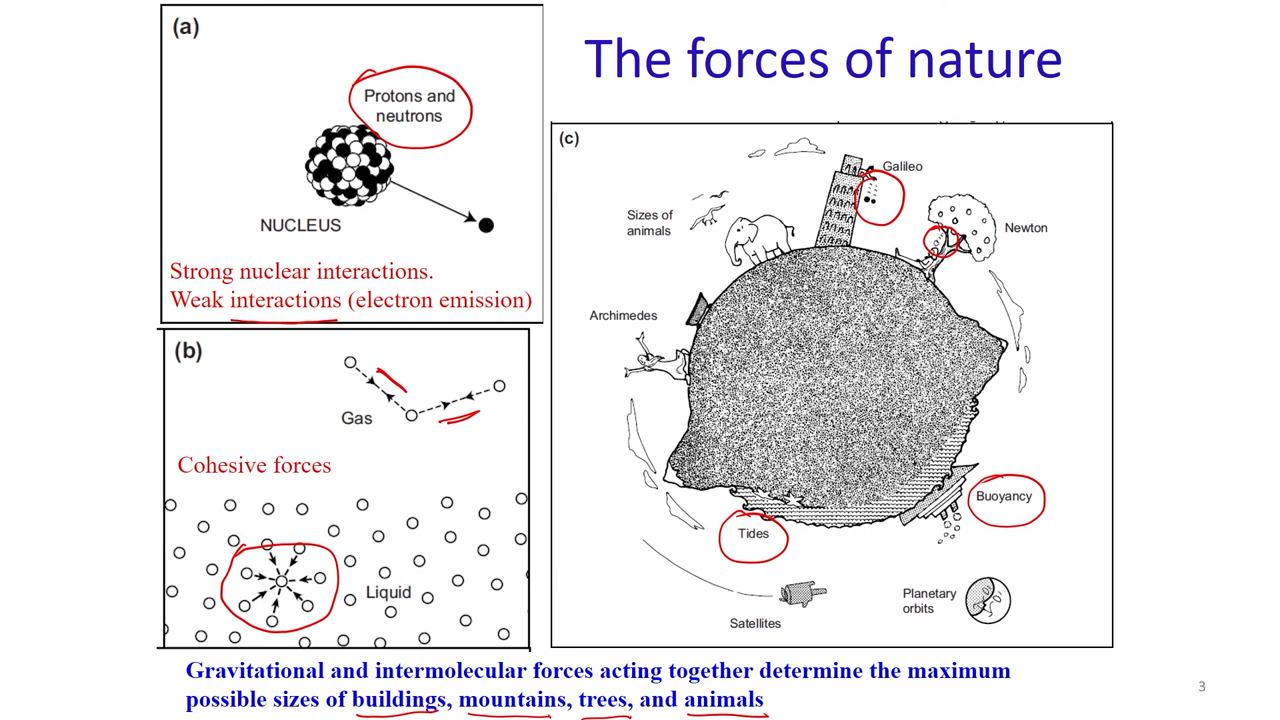 The forces of nature
(a)
Protons and
neutrons
NUCLEUS
Strong nuclear interactions.
Weak interactions (electron emission)
(b)
Gas
Cohesive forces
Liquid
(c)
Galileo
Sizes of
animals
Newton
Archimedes
Buoyancy
Tides
Planetary
orbits
Satellites
Gravitational and intermolecular forces acting together determine the maximum
possible sizes of buildings, mountains, trees, and animals
3